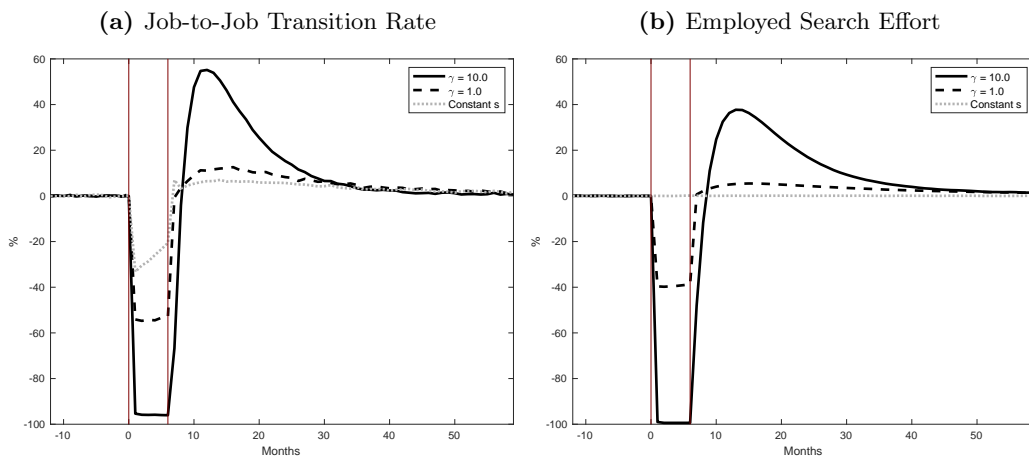 (a) Job-to-Job Transition Rate
60
40
20
0
-20
-40
-60
-80
-100
%
-10 0 10 20 30 40 50
Months
γ = 10.0
γ = 1.0
Constant s
(b) Employed Search Effort
60
40
20
0
-20
-40
-60
-80
-100
%
-10 0 10 20 30 40 50
Months
γ = 10.0
γ = 1.0
Constant s